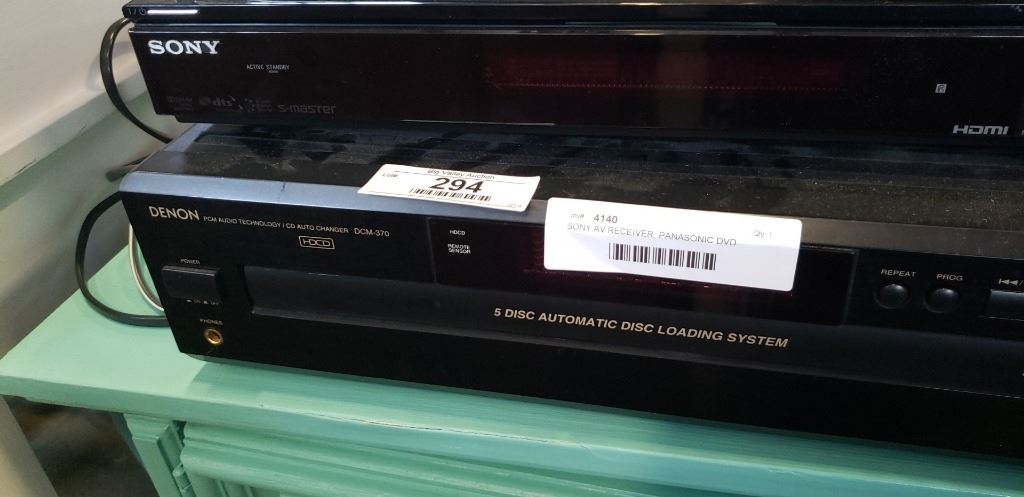 SONY
ACTIVE STANDBY
dts
S-MASTER
HDMI
Big Valley Auction
294
DENON PCM AUDIO TECHNOLOGY / CD AUTO CHANGER DCM-370
HDCD
POWER
PHONES
HDCD
REMOTE SENSOR
4140
Qty: 1
SONY AV RECEIVER, PANASONIC DVD
REPEAT PROG
5 DISC AUTOMATIC DISC LOADING SYSTEM